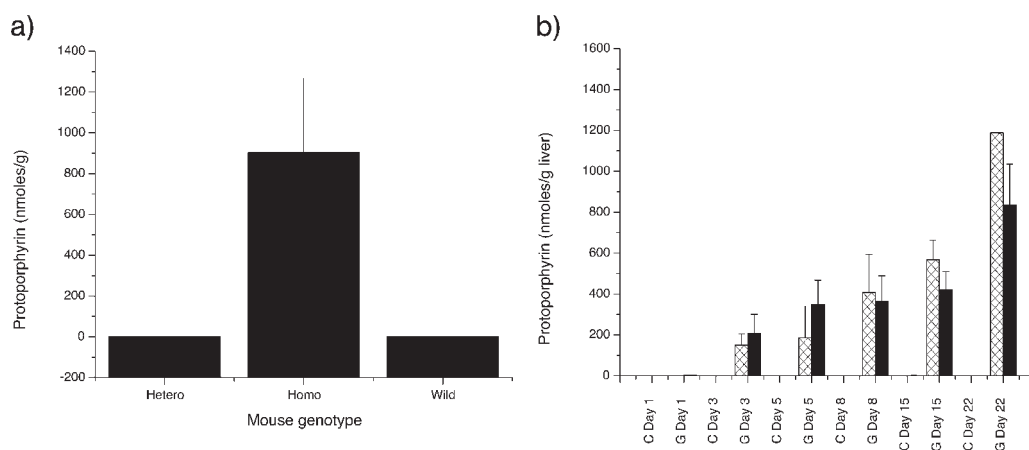 a)
1400
1200
1000
800
600
400
200
0
-200
Protoporphyrin (nmoles/g)
Hetero
Homo
Wild
Mouse genotype
b)
1600
1400
1200
1000
800
600
400
200
0
Protoporphyrin (nmoles/g liver)
C Day 1
G Day 1
C Day 3
G Day 3
C Day 5
G Day 5
C Day 8
G Day 8
C Day 15
G Day 15
C Day 22
G Day 22